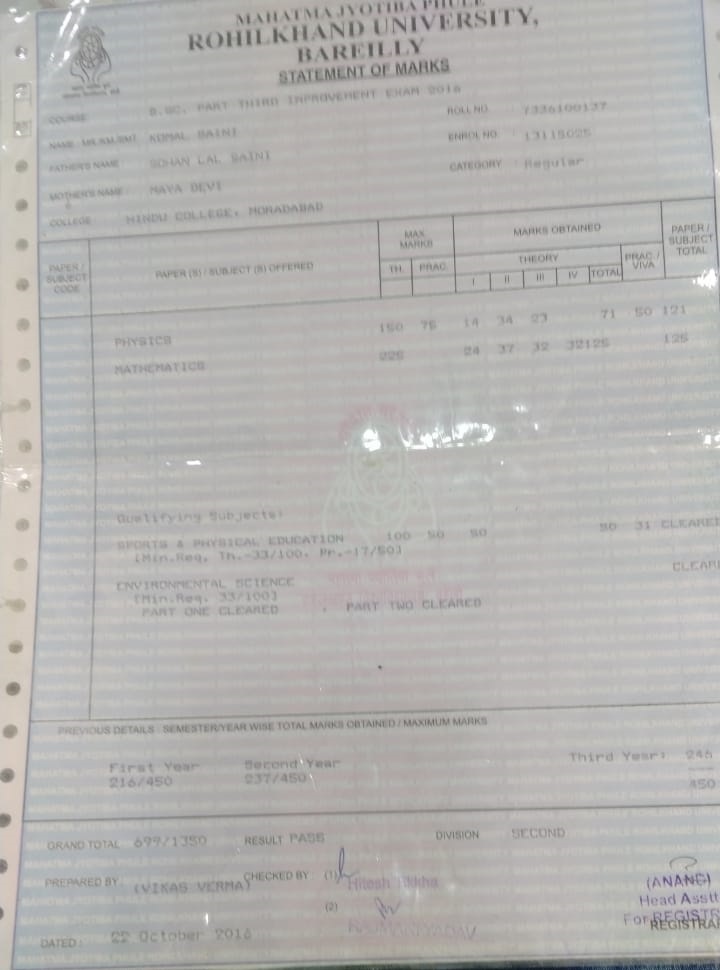 MAHATMA JYOTIBA PHULE
ROHILKHAND UNIVERSITY,
BAREILLY
STATEMENT OF MARKS
COURSE B.SC. PART THIRD IMPROVEMENT EXAM 2016
ROLL NO. : 7336100137
NAME MR./KM./SMT. KOMAL SAINI
ENROL NO. : 13115025
FATHER'S NAME : SOHAN LAL SAINI
CATEGORY : Regular
MOTHER'S NAME : MAYA DEVI
COLLEGE HINDU COLLEGE, MORADABAD
PAPER / SUBJECT CODE PAPER (S) / SUBJECT (S) OFFERED MAX. MARKS MARKS OBTAINED PAPER / SUBJECT TOTAL
TH. PRAC. THEORY PRAC. / VIVA
I II III IV TOTAL
PHYSICS 150 75 14 34 23 71 50 121
MATHEMATICS 225 24 37 32 32125 125
Qualifying Subjects:
SPORTS & PHYSICAL EDUCATION 100 50 50 50 31 CLEARED
[Min.Req. Th.-33/100. Pr.-17/50]
CLEAR
ENVIRONMENTAL SCIENCE
[Min.Req. 33/100]
PART ONE CLEARED , PART TWO CLEARED
PREVIOUS DETAILS : SEMESTER/YEAR WISE TOTAL MARKS OBTAINED / MAXIMUM MARKS
First Year Second Year Third Year: 246
216/450 237/450 450
GRAND TOTAL 699/1350 RESULT PASS DIVISION SECOND
PREPARED BY (VIKAS VERMA) CHECKED BY (1) Hitesh
(2)
(ANANG)
Head Asstt
For REGISTR
REGISTRA
DATED : 22 October 2016